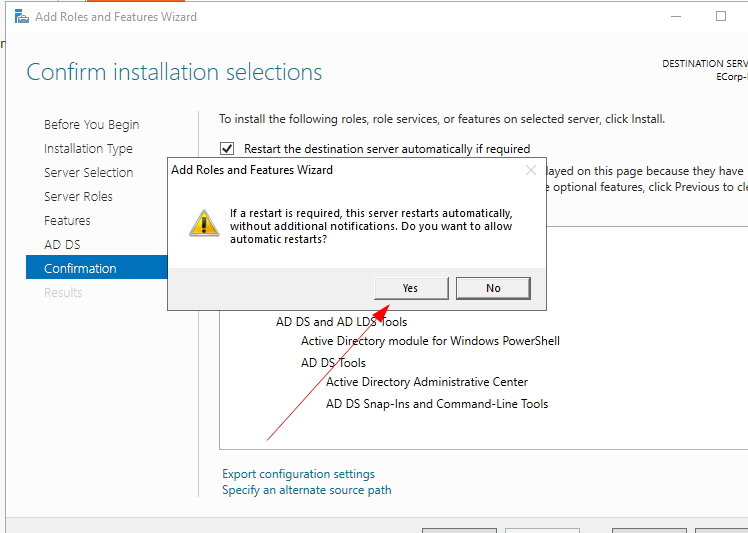 Add Roles and Features Wizard
Confirm installation selections
DESTINATION SERV
ECorp-
Before You Begin
Installation Type
Server Selection
Server Roles
Features
AD DS
Confirmation
Results
To install the following roles, role services, or features on selected server, click Install.
Restart the destination server automatically if required
layed on this page because they have
e optional features, click Previous to cle
Add Roles and Features Wizard
If a restart is required, this server restarts automatically,
without additional notifications. Do you want to allow
automatic restarts?
Yes
No
AD DS and AD LDS Tools
Active Directory module for Windows PowerShell
AD DS Tools
Active Directory Administrative Center
AD DS Snap-Ins and Command-Line Tools
Export configuration settings
Specify an alternate source path